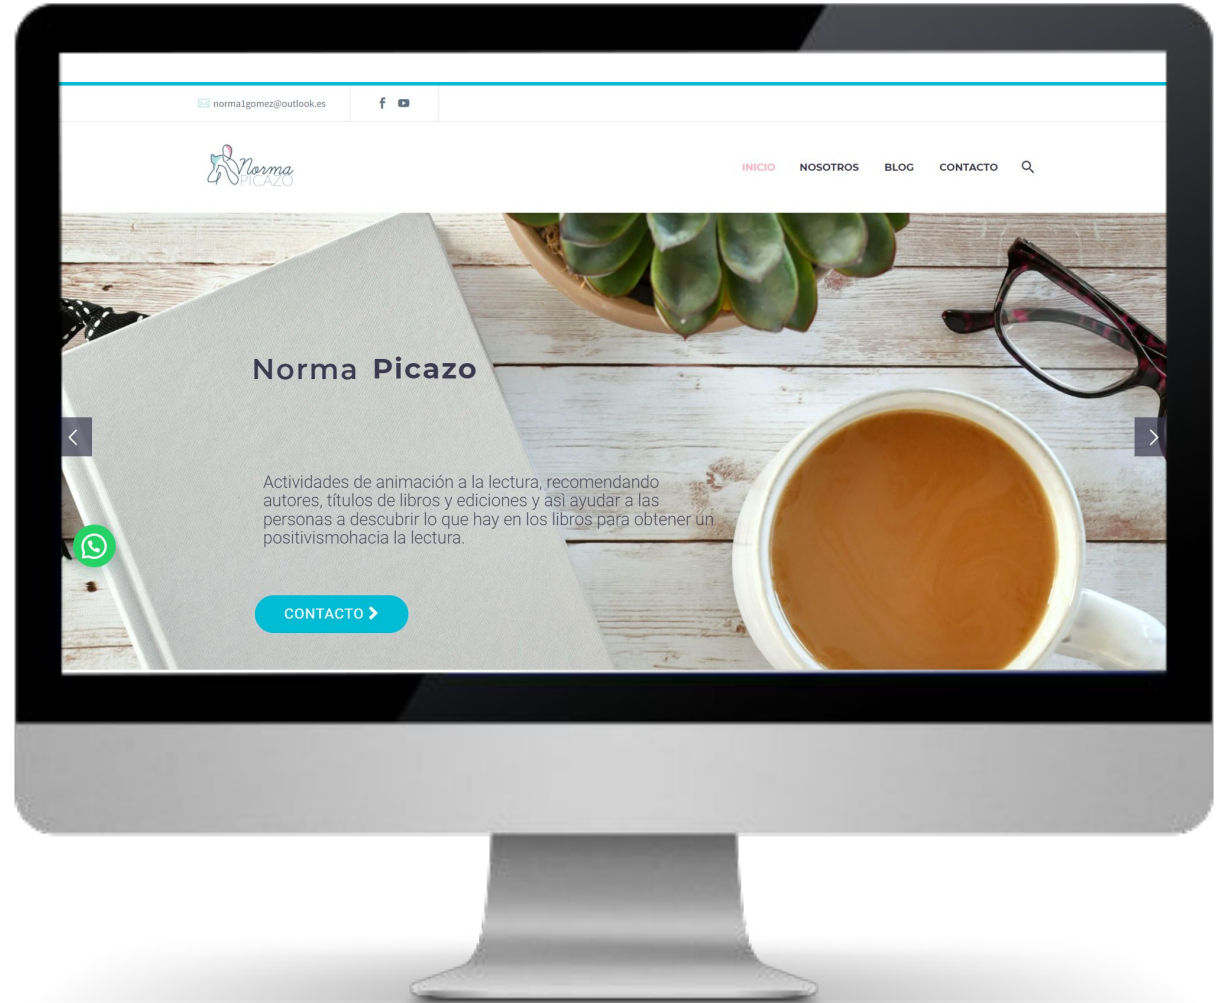 norma1gomez@outlook.es
Norma
PICAZO
INICIO NOSOTROS BLOG CONTACTO
Norma Picazo
Actividades de animación a la lectura, recomendando
autores, títulos de libros y ediciones y asì ayudar a las
personas a descubrir lo que hay en los libros para obtener un
positivismohacia la lectura.
CONTACTO